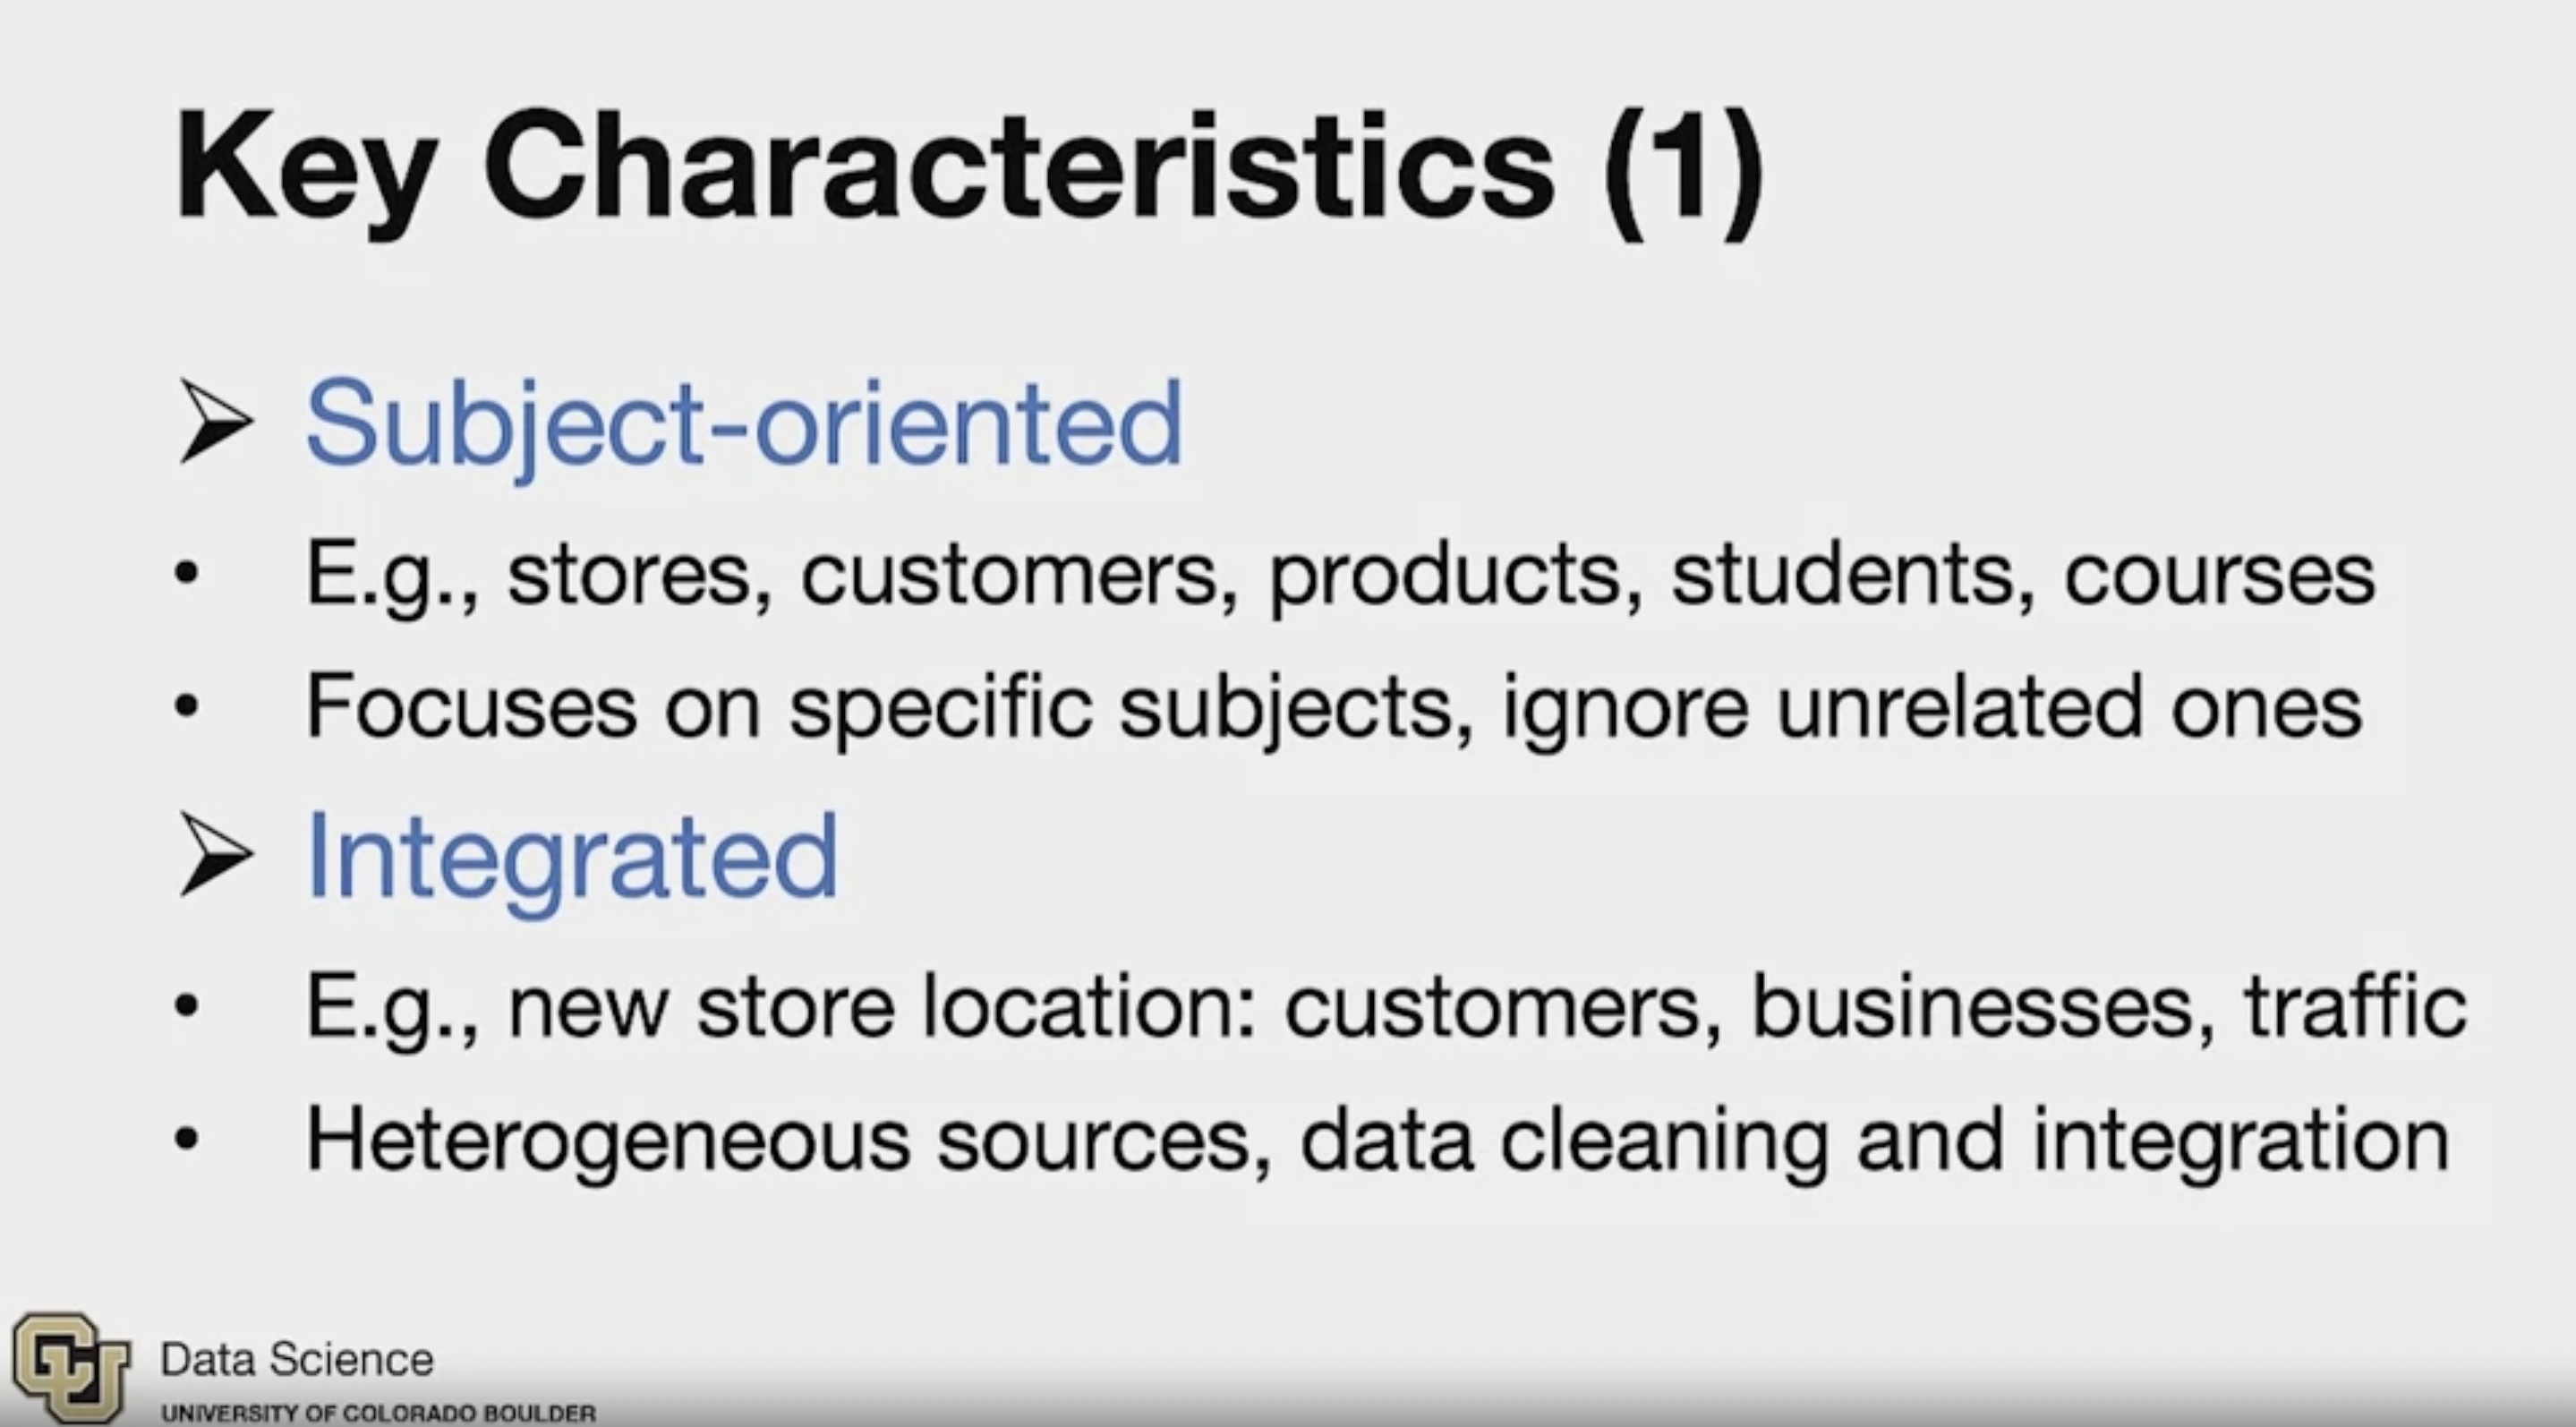 Key Characteristics (1)
➢ Subject-oriented
• E.g., stores, customers, products, students, courses
• Focuses on specific subjects, ignore unrelated ones
➢ Integrated
• E.g., new store location: customers, businesses, traffic
• Heterogeneous sources, data cleaning and integration
CU
Data Science
UNIVERSITY OF COLORADO BOULDER